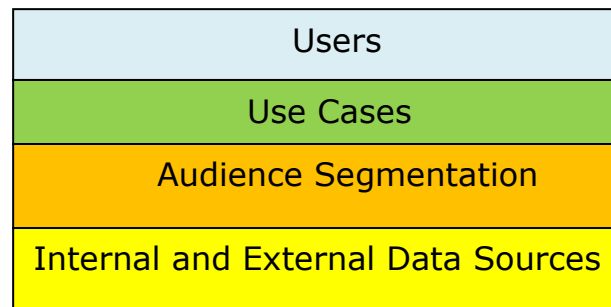 Users
Use Cases
Audience Segmentation
Internal and External Data Sources